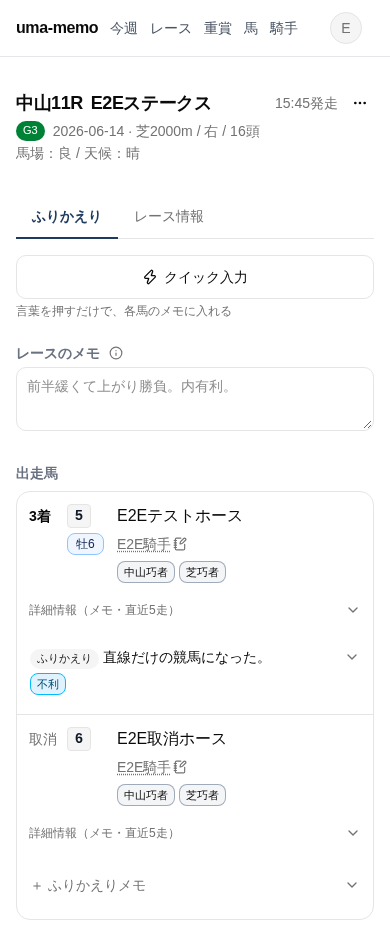 uma-memo 今週 レース 重賞 馬 騎手 E
中山11R E2Eステークス 15:45発走 ···
G3 2026-06-14 · 芝2000m / 右 / 16頭
馬場：良 / 天候：晴
ふりかえり レース情報
クイック入力
言葉を押すだけで、各馬のメモに入れる
レースのメモ
前半緩くて上がり勝負。内有利。
出走馬
3着 5 E2Eテストホース
牡6 E2E騎手
中山巧者 芝巧者
詳細情報（メモ・直近5走）
ふりかえり 直線だけの競馬になった。
不利
取消 6 E2E取消ホース
E2E騎手
中山巧者 芝巧者
詳細情報（メモ・直近5走）
＋ ふりかえりメモ